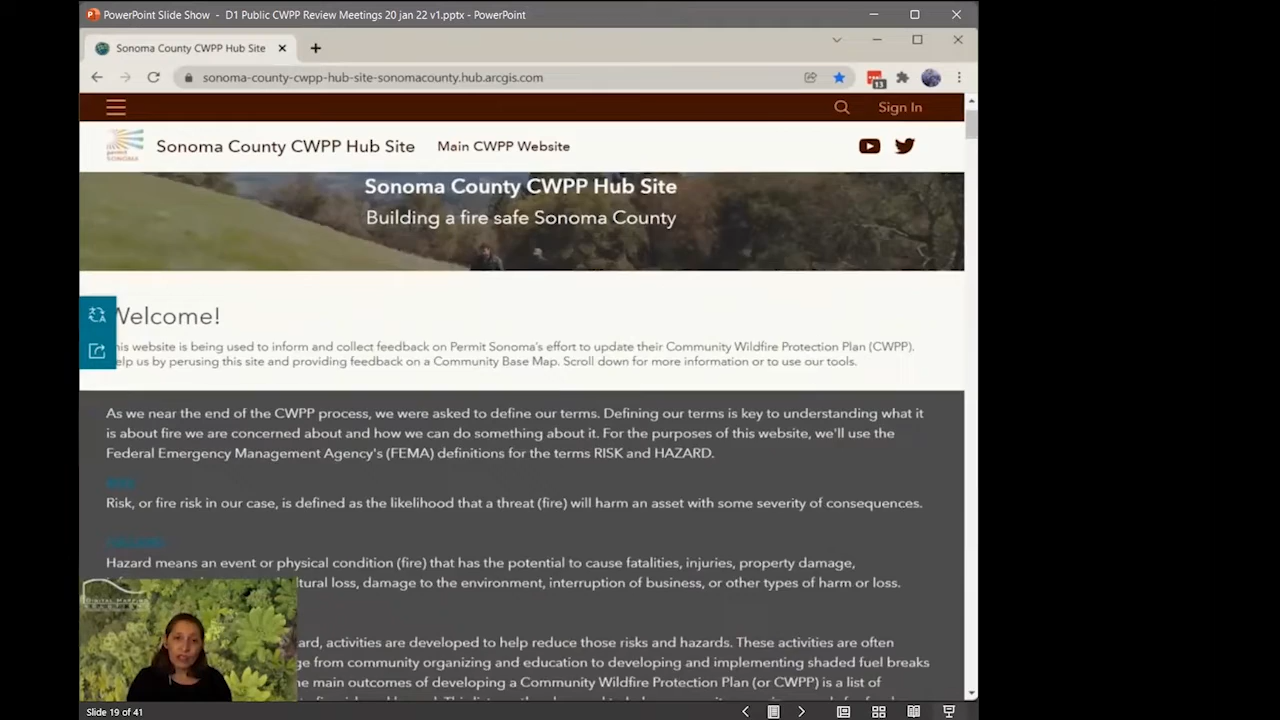 PowerPoint Slide Show - D1 Public CWPP Review Meetings 20 jan 22 v1.pptx - PowerPoint
Sonoma County CWPP Hub Site
sonoma-county-cwpp-hub-site-sonomacounty.hub.arcgis.com
13
Sign In
permit
SONOMA
Sonoma County CWPP Hub Site
Main CWPP Website
Sonoma County CWPP Hub Site
Building a fire safe Sonoma County
Welcome!
his website is being used to inform and collect feedback on Permit Sonoma's effort to update their Community Wildfire Protection Plan (CWPP).
elp us by perusing this site and providing feedback on a Community Base Map. Scroll down for more information or to use our tools.
As we near the end of the CWPP process, we were asked to define our terms. Defining our terms is key to understanding what it
is about fire we are concerned about and how we can do something about it. For the purposes of this website, we'll use the
Federal Emergency Management Agency's (FEMA) definitions for the terms RISK and HAZARD.
Risk, or fire risk in our case, is defined as the likelihood that a threat (fire) will harm an asset with some severity of consequences.
Hazard means an event or physical condition (fire) that has the potential to cause fatalities, injuries, property damage,
ltural loss, damage to the environment, interruption of business, or other types of harm or loss.
DIGITAL MAPPING
ard, activities are developed to help reduce those risks and hazards. These activities are often
ge from community organizing and education to developing and implementing shaded fuel breaks
he main outcomes of developing a Community Wildfire Protection Plan (or CWPP) is a list of
Slide 19 of 41